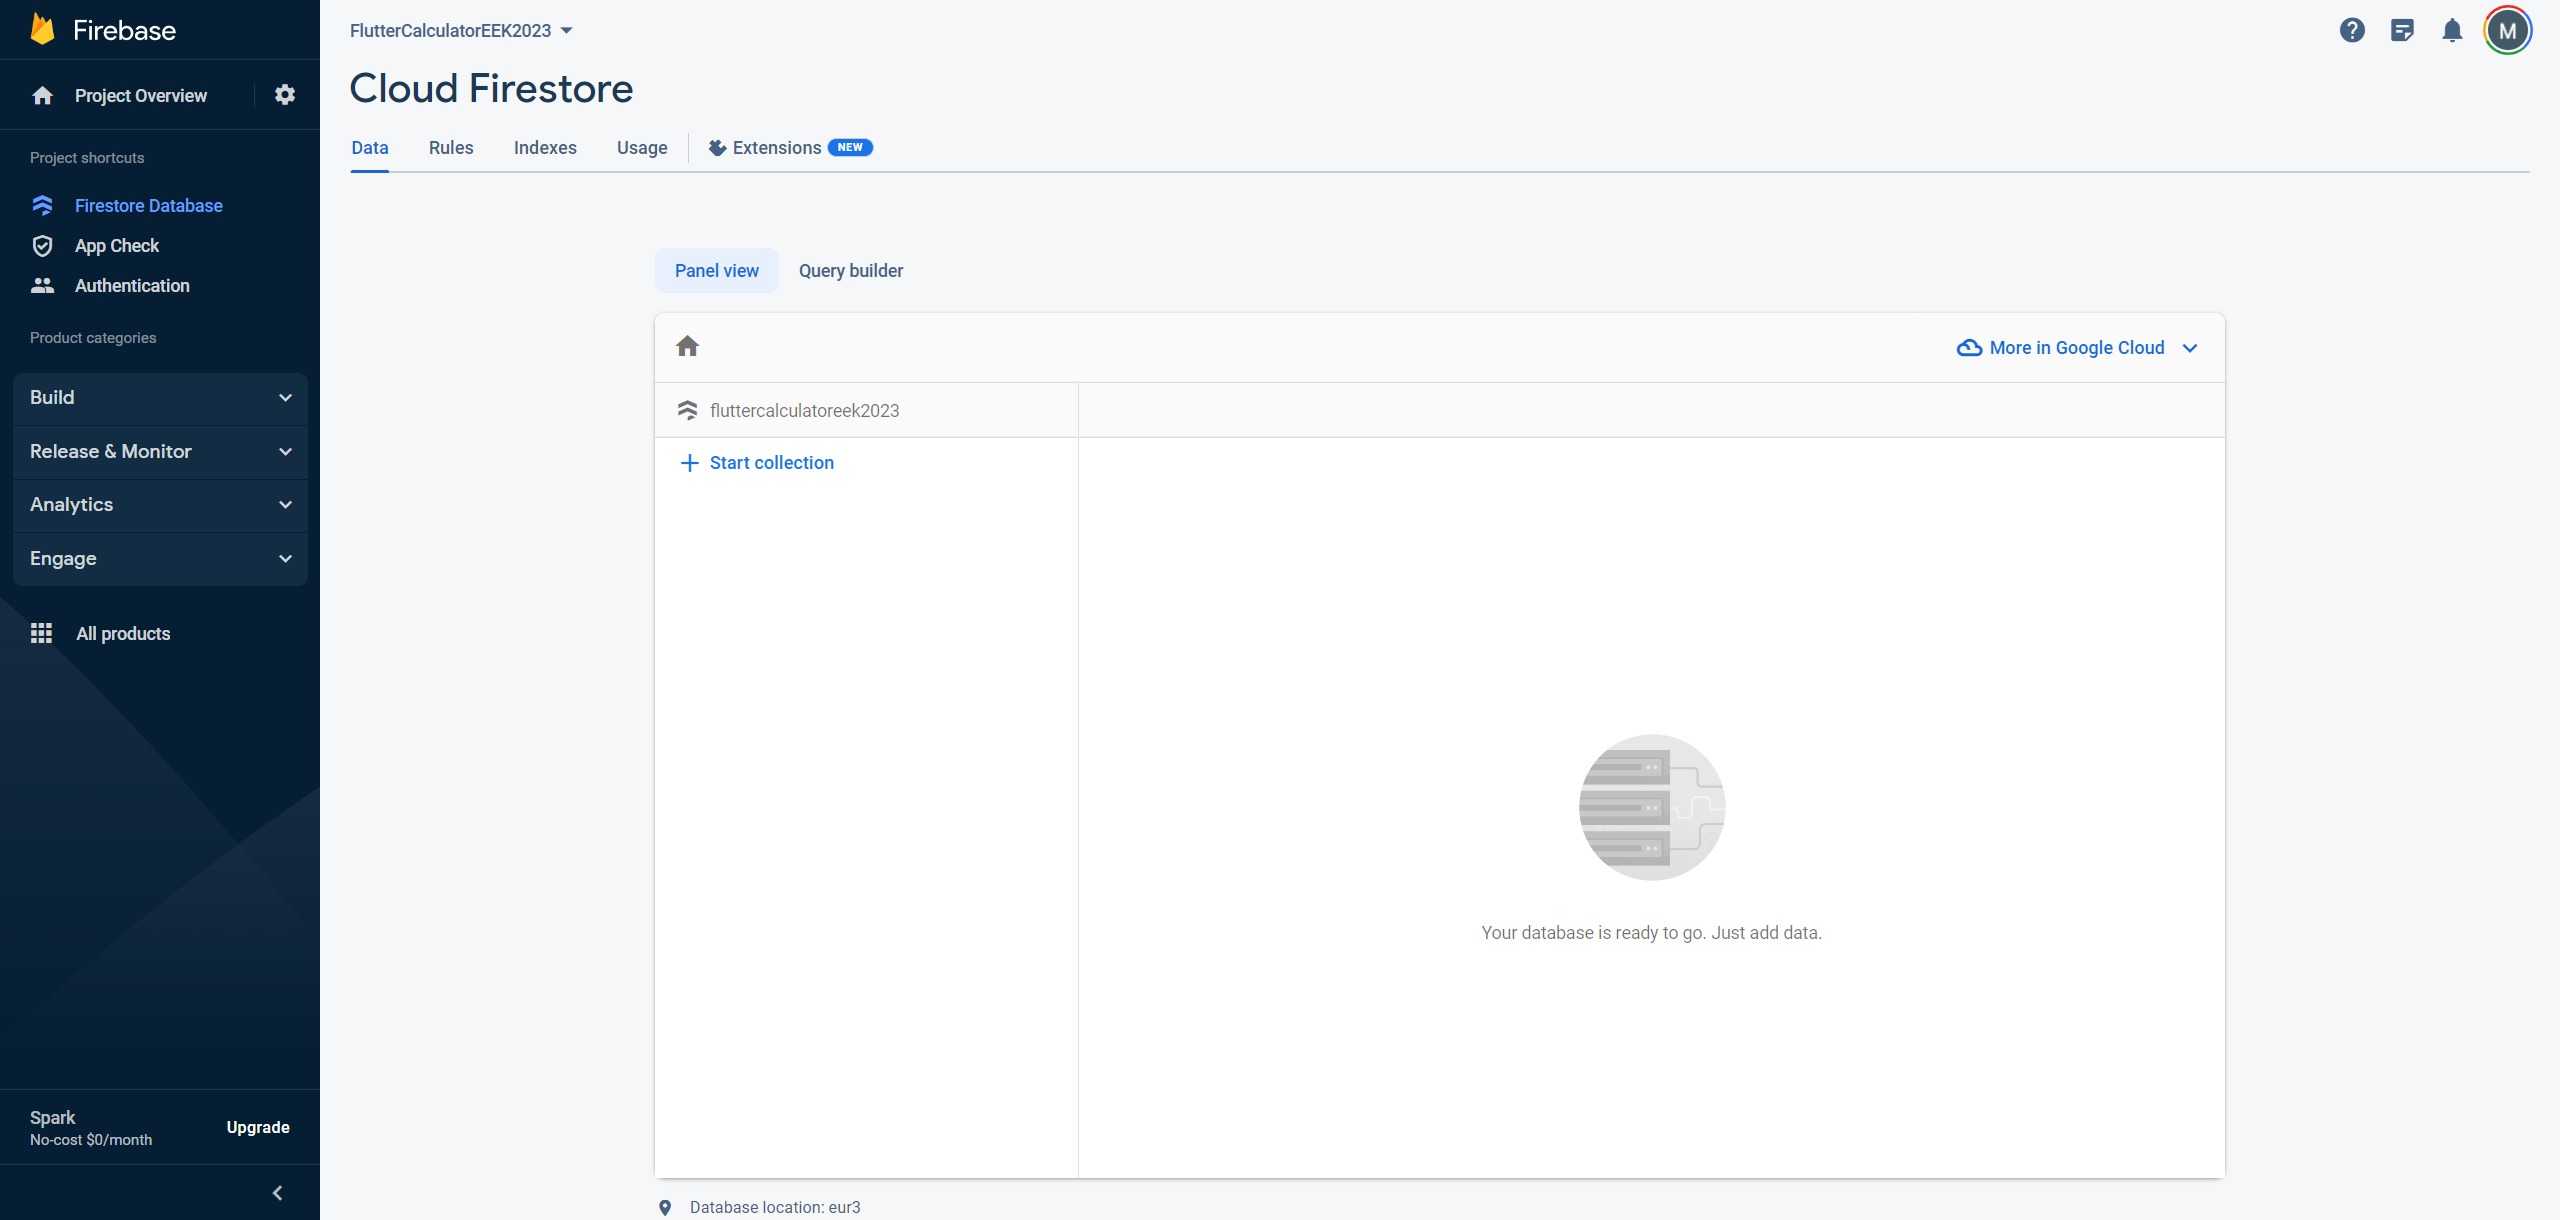 Firebase
Project Overview
Project shortcuts
Firestore Database
App Check
Authentication
Product categories
Build
Release & Monitor
Analytics
Engage
All products
Spark
No-cost $0/month
Upgrade
FlutterCalculatorEEK2023
M
Cloud Firestore
Data Rules Indexes Usage Extensions NEW
Panel view Query builder
More in Google Cloud
fluttercalculatoreek2023
Start collection
Your database is ready to go. Just add data.
Database location: eur3